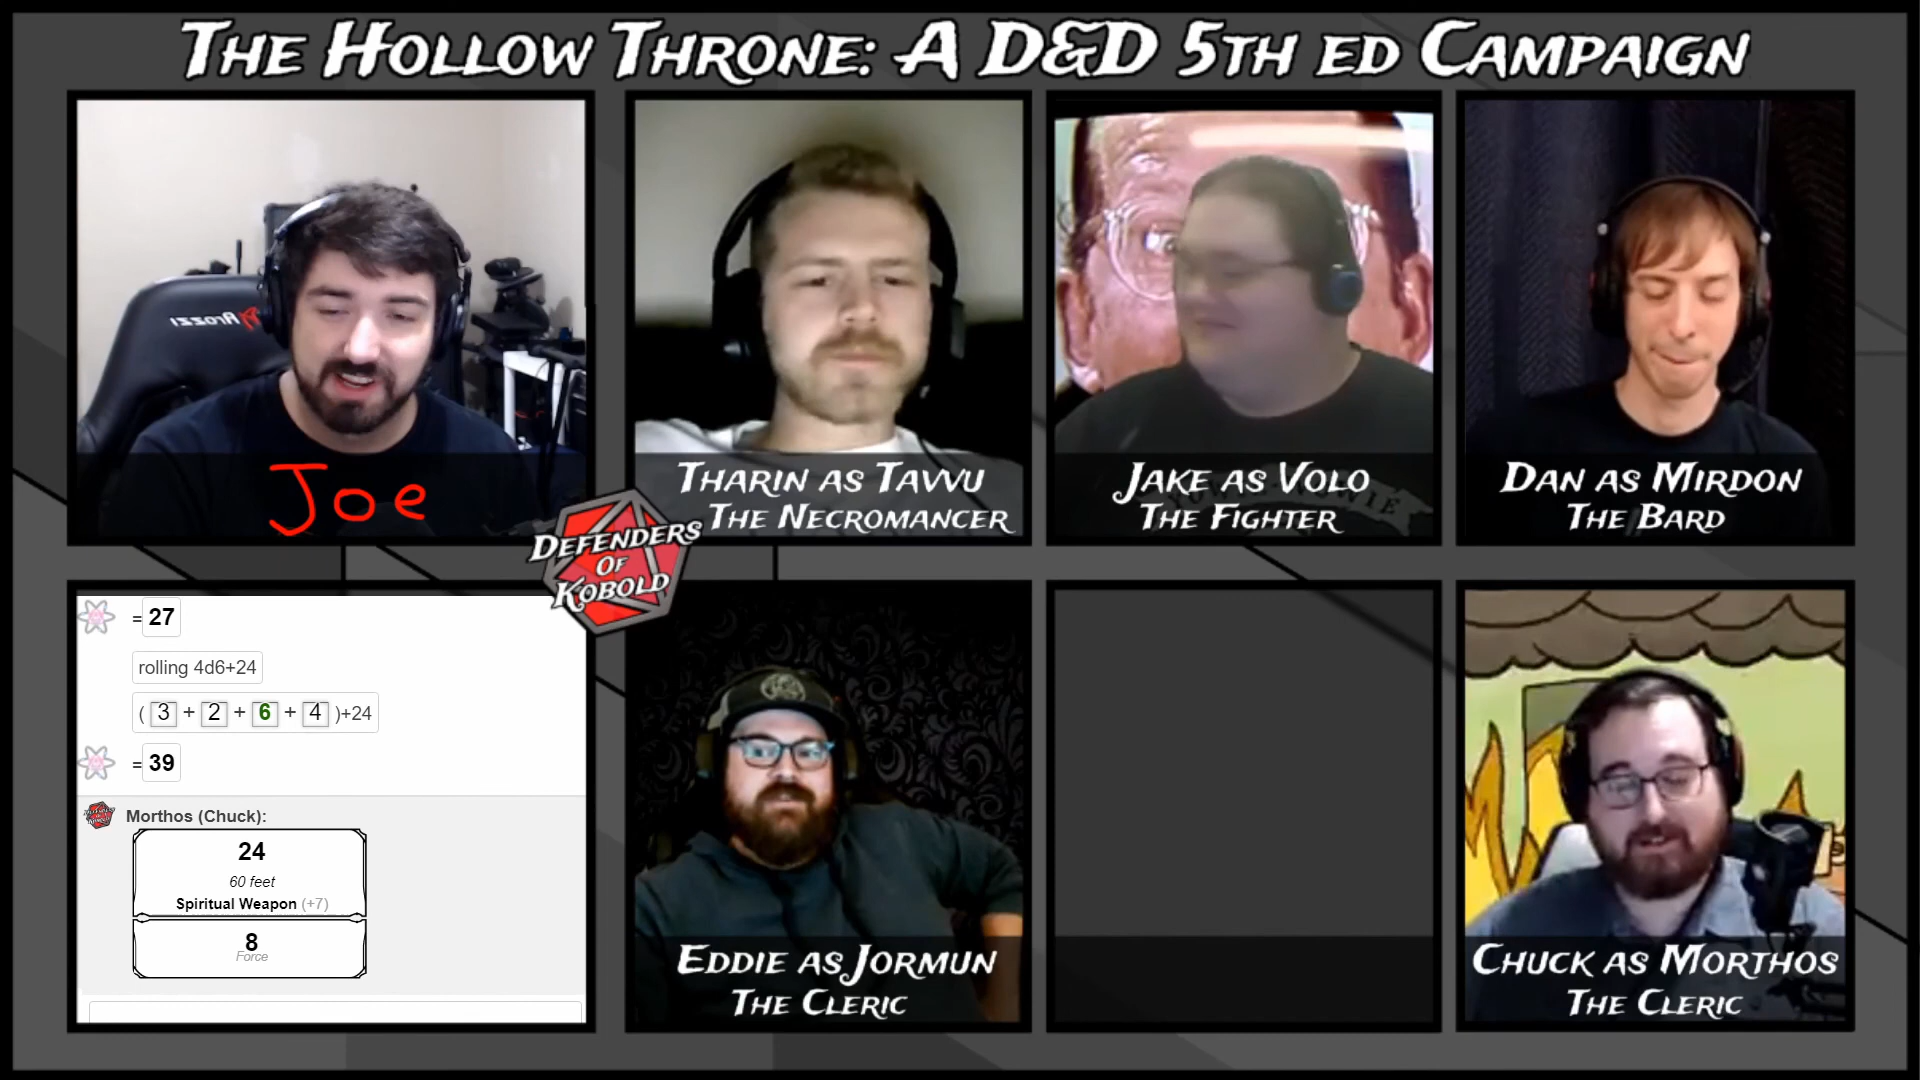 The Hollow Throne: A D&D 5th ed Campaign
Arozzi
Joe
Tharin as Tavvu
The Necromancer
Jake as Volo
The Fighter
Dan as Mirdon
The Bard
Defenders
Of
Kobold
=27
rolling 4d6+24
(3+2+6+4)+24
=39
Morthos (Chuck):
24
60 feet
Spiritual Weapon (+7)
8
Force
Eddie as Jormun
The Cleric
Chuck as Morthos
The Cleric